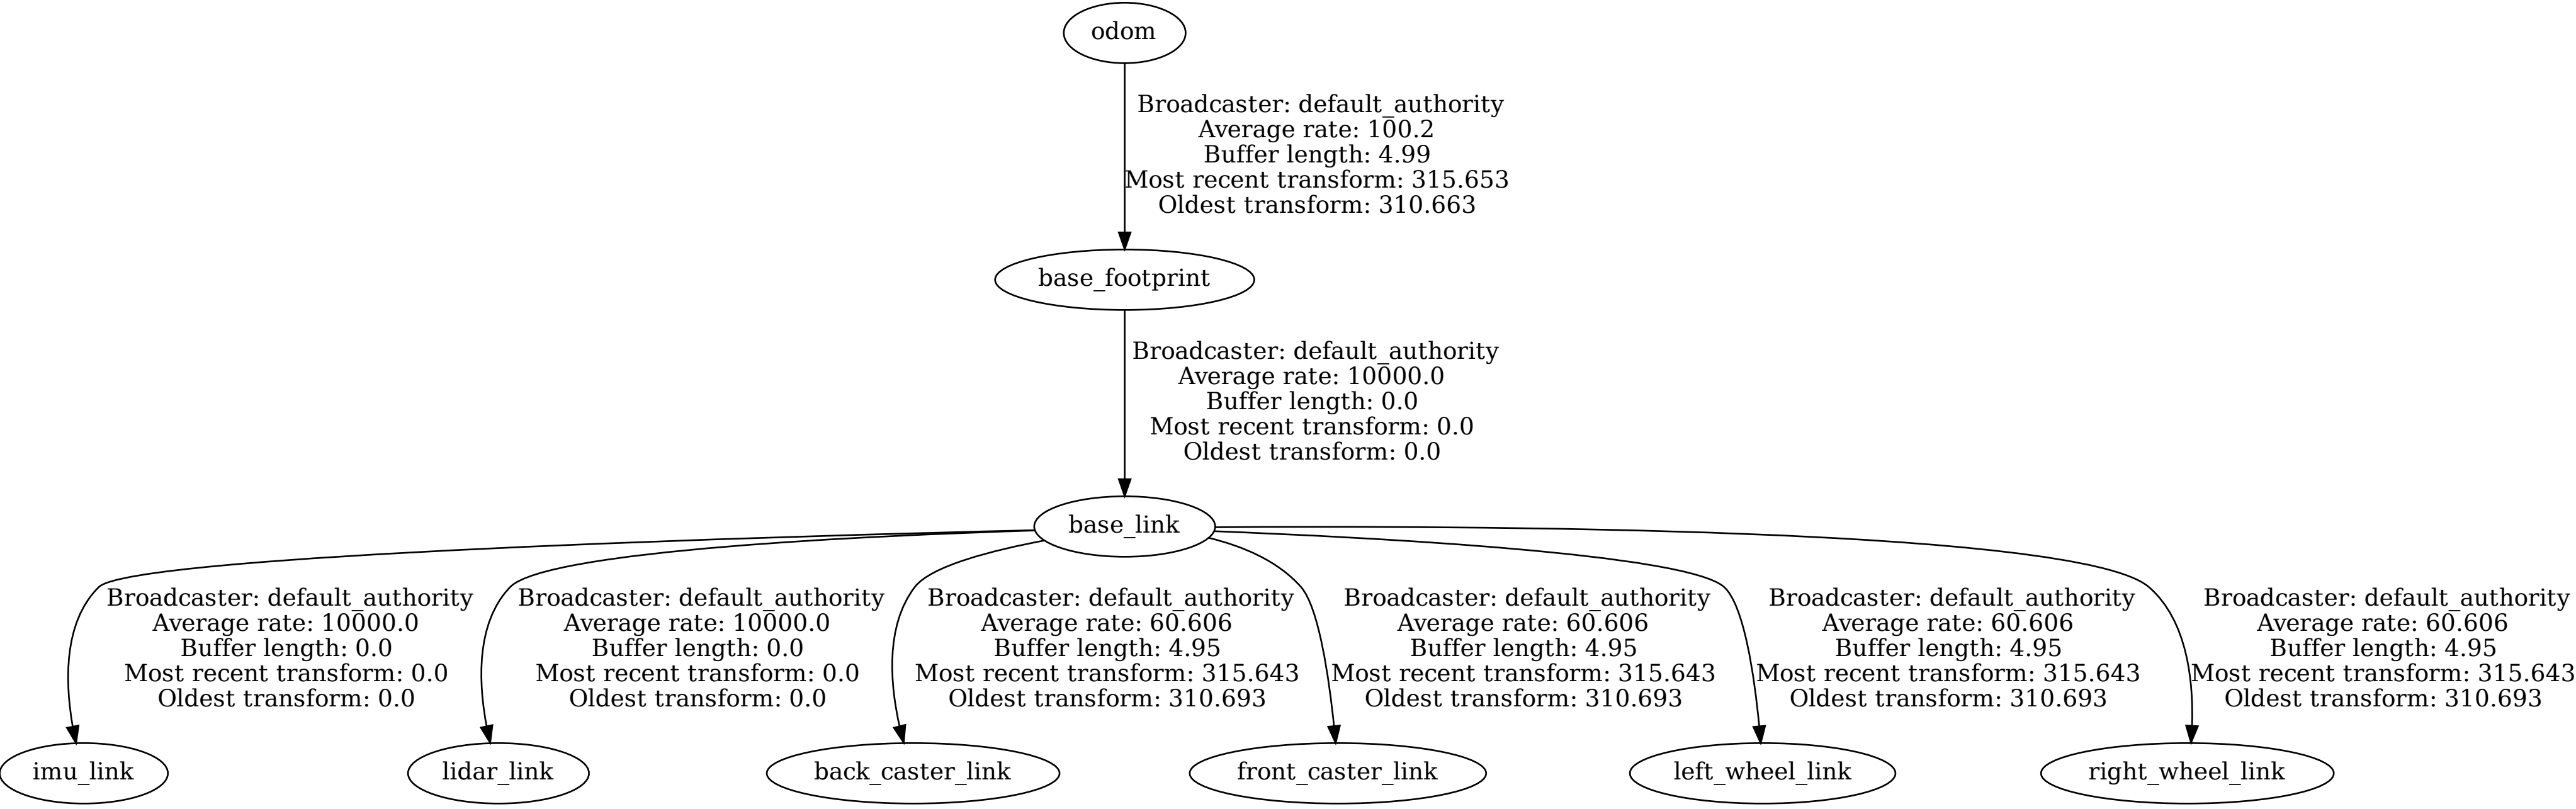 odom
Broadcaster: default_authority
Average rate: 100.2
Buffer length: 4.99
Most recent transform: 315.653
Oldest transform: 310.663
base_footprint
Broadcaster: default_authority
Average rate: 10000.0
Buffer length: 0.0
Most recent transform: 0.0
Oldest transform: 0.0
base_link
Broadcaster: default_authority
Average rate: 10000.0
Buffer length: 0.0
Most recent transform: 0.0
Oldest transform: 0.0
imu_link
Broadcaster: default_authority
Average rate: 10000.0
Buffer length: 0.0
Most recent transform: 0.0
Oldest transform: 0.0
lidar_link
Broadcaster: default_authority
Average rate: 60.606
Buffer length: 4.95
Most recent transform: 315.643
Oldest transform: 310.693
back_caster_link
Broadcaster: default_authority
Average rate: 60.606
Buffer length: 4.95
Most recent transform: 315.643
Oldest transform: 310.693
front_caster_link
Broadcaster: default_authority
Average rate: 60.606
Buffer length: 4.95
Most recent transform: 315.643
Oldest transform: 310.693
left_wheel_link
Broadcaster: default_authority
Average rate: 60.606
Buffer length: 4.95
Most recent transform: 315.643
Oldest transform: 310.693
right_wheel_link